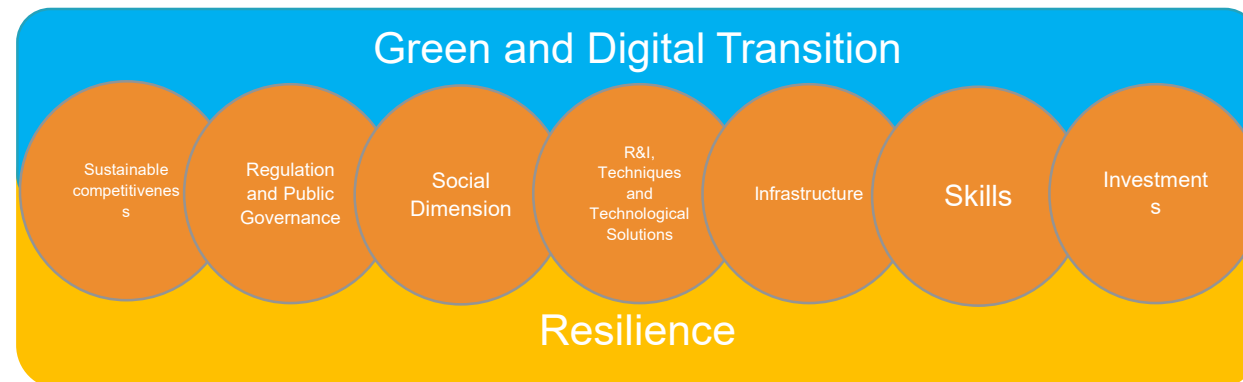 Green and Digital Transition
Sustainable
competitivenes
s
Regulation
and Public
Governance
Social
Dimension
R&I,
Techniques
and
Technological
Solutions
Infrastructure
Skills
Investment
s
Resilience